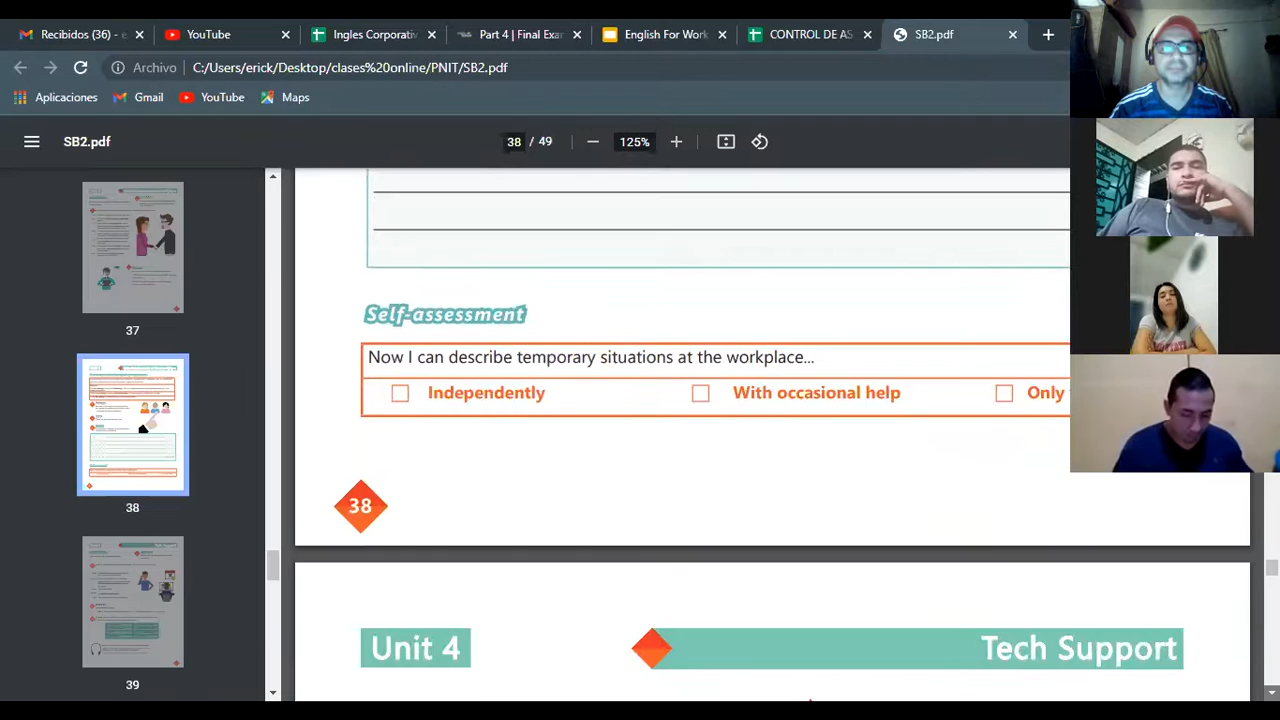 Recibidos (36) - e
YouTube
Ingles Corporativ
Part 4 | Final Exar
English For Work
CONTROL DE AS
SB2.pdf
Archivo
C:/Users/erick/Desktop/clases%20online/PNIT/SB2.pdf
Aplicaciones
Gmail
YouTube
Maps
SB2.pdf
38 / 49
125%
37
38
39
Self-assessment
Now I can describe temporary situations at the workplace...
Independently
With occasional help
Only
38
Unit 4
Tech Support